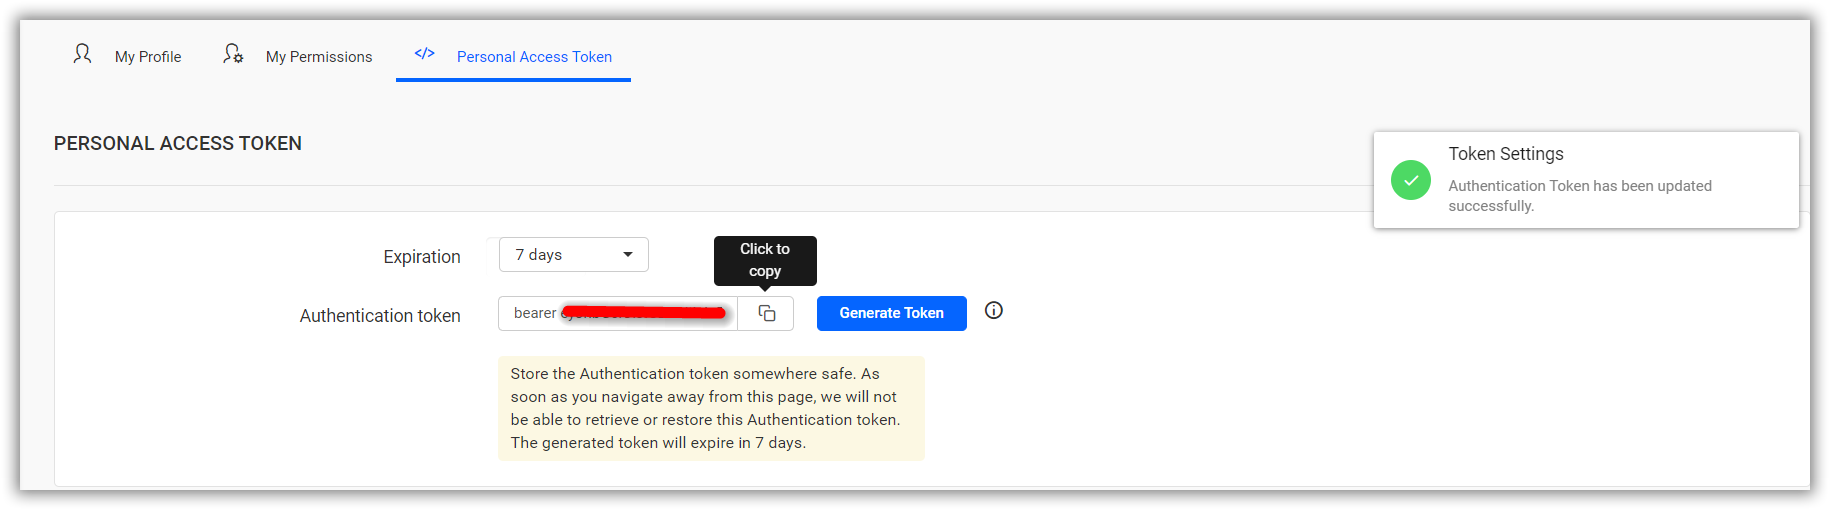 My Profile
My Permissions
</> Personal Access Token
PERSONAL ACCESS TOKEN
Token Settings
Authentication Token has been updated
successfully.
Expiration
7 days
Click to
copy
Authentication token
bearer
Generate Token
Store the Authentication token somewhere safe. As
soon as you navigate away from this page, we will not
be able to retrieve or restore this Authentication token.
The generated token will expire in 7 days.